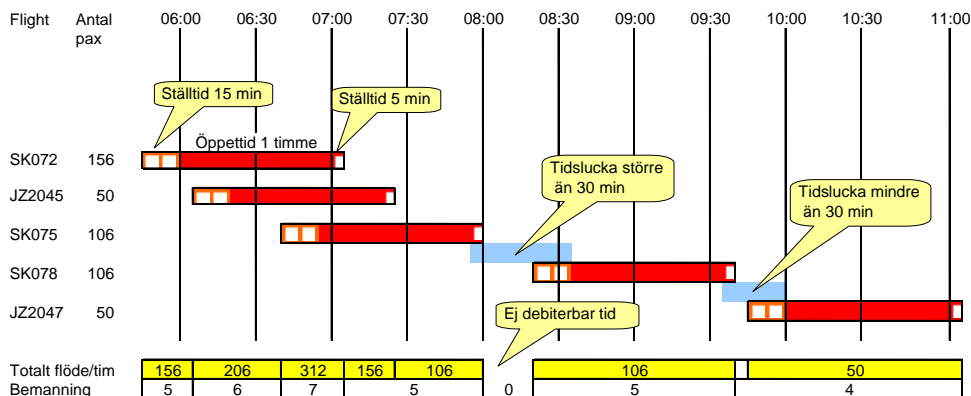 Flight Antal pax 06:00 06:30 07:00 07:30 08:00 08:30 09:00 09:30 10:00 10:30 11:00
Ställtid 15 min
Ställtid 5 min
Öppettid 1 timme
SK072 156
Tidslucka större
än 30 min
Tidslucka mindre
än 30 min
JZ2045 50
SK075 106
SK078 106
JZ2047 50
Ej debiterbar tid
Totalt flöde/tim 156 206 312 156 106 106 50
Bemanning 5 6 7 5 0 5 4